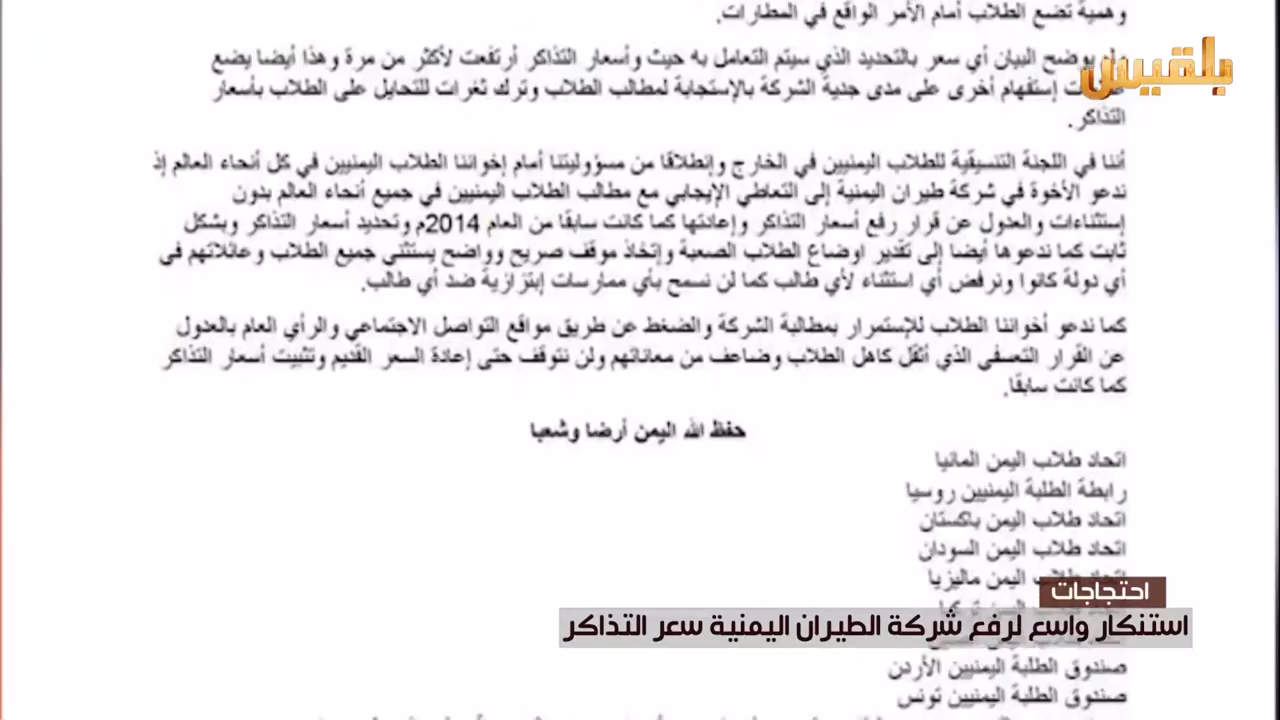 وهمية تضع الطلاب أمام الأمر الواقع في المطارات.
بلقيس
يوضح البيان أي سعر بالتحديد الذي سيتم التعامل به حيث وأسعار التذاكر أرتفعت لأكثر من مرة وهذا أيضا يضع
إستفهام أخرى على مدى جدية الشركة بالإستجابة لمطالب الطلاب وترك ثغرات للتحايل على الطلاب بأسعار
التذاكر.
أننا في اللجنة التنسيقية للطلاب اليمنيين في الخارج وإنطلاقا من مسؤوليتنا أمام إخواننا الطلاب اليمنيين في كل أنحاء العالم إذ
ندعو الأخوة في شركة طيران اليمنية إلى التعاطي الإيجابي مع مطالب الطلاب اليمنيين في جميع أنحاء العالم بدون
إستثناءات والعدول عن قرار رفع أسعار التذاكر وإعادتها كما كانت سابقا من العام 2014م وتحديد أسعار التذاكر وبشكل
ثابت كما ندعوها أيضا إلى تقدير اوضاع الطلاب الصعبة وإتخاذ موقف صريح وواضح يستثني جميع الطلاب وعائلاتهم في
أي دولة كانوا ونرفض أي استثناء لأي طالب كما لن نسمح بأي ممارسات إبتزازية ضد أي طالب.
كما ندعو أخواننا الطلاب للإستمرار بمطالبة الشركة والضغط عن طريق مواقع التواصل الاجتماعي والرأي العام بالعدول
عن القرار التعسفي الذي أثقل كاهل الطلاب وضاعف من معاناتهم ولن نتوقف حتى إعادة السعر القديم وتثبيت أسعار التذاكر
كما كانت سابقا.
حفظ الله اليمن أرضا وشعبا
اتحاد طلاب اليمن المانيا
رابطة الطلبة اليمنيين روسيا
اتحاد طلاب اليمن باكستان
اتحاد طلاب اليمن السودان
اتحاد طلاب اليمن ماليزيا
احتجاجات
استنكار واسع لرفع شركة الطيران اليمنية سعر التذاكر
صندوق الطلبة اليمنيين الأردن
صندوق الطلبة اليمنيين تونس